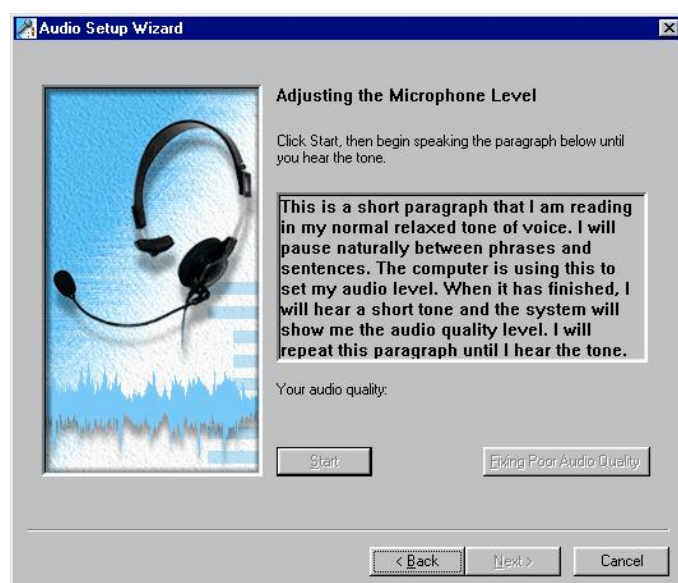 Audio Setup Wizard
Adjusting the Microphone Level
Click Start, then begin speaking the paragraph below until
you hear the tone.
This is a short paragraph that I am reading
in my normal relaxed tone of voice. I will
pause naturally between phrases and
sentences. The computer is using this to
set my audio level. When it has finished, I
will hear a short tone and the system will
show me the audio quality level. I will
repeat this paragraph until I hear the tone.
Your audio quality:
Start
Fixing Poor Audio Quality
< Back
Next >
Cancel